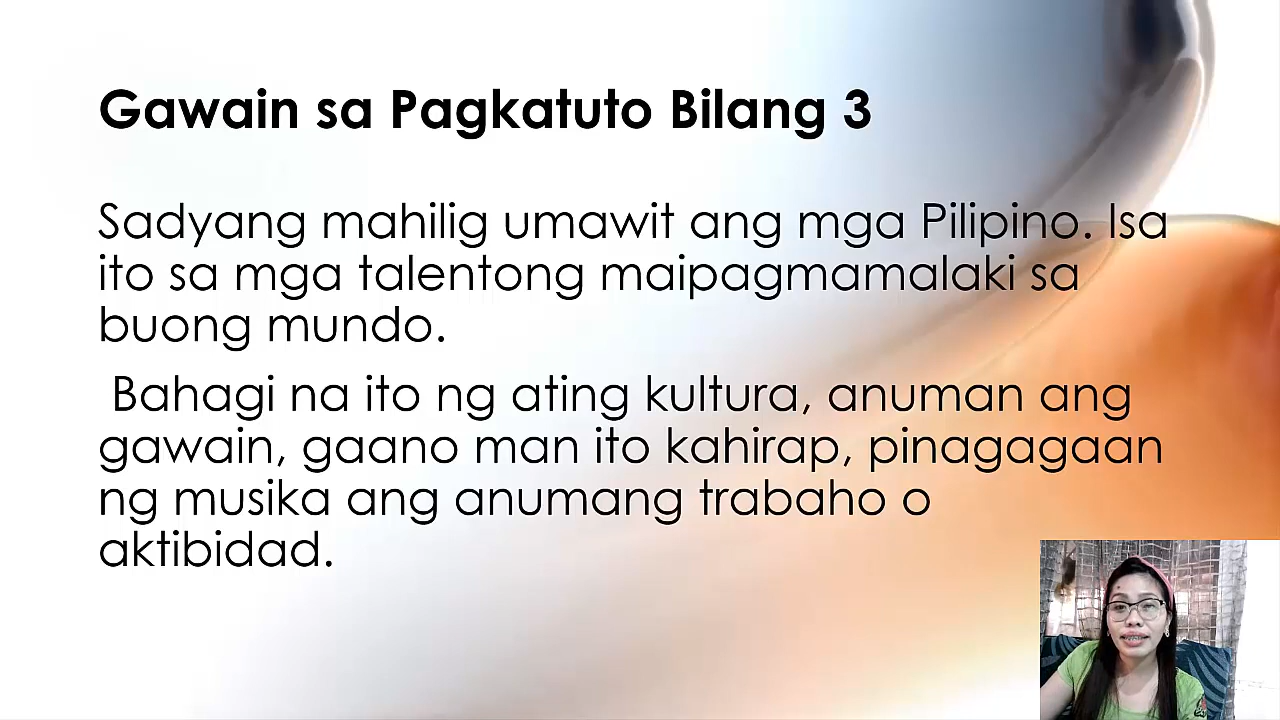 Gawain sa Pagkatuto Bilang 3
Sadyang mahilig umawit ang mga Pilipino. Isa
ito sa mga talentong maipagmamalaki sa
buong mundo.
Bahagi na ito ng ating kultura, anuman ang
gawain, gaano man ito kahirap, pinagagaan
ng musika ang anumang trabaho o
aktibidad.